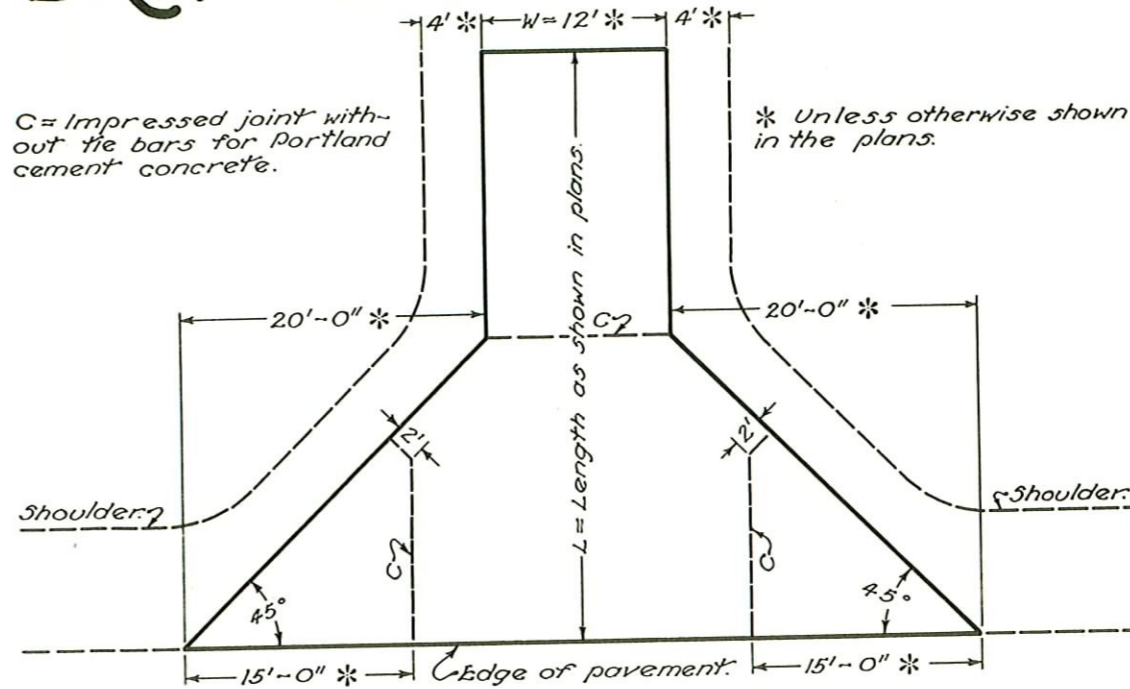 4' * W = 12' * 4' *
C = Impressed joint with-
out tie bars for Portland
cement concrete.
* Unless otherwise shown
in the plans.
L = Length as shown in plans.
20'-0" * 20'-0" *
C
2' 2'
Shoulder. Shoulder.
C C
45° 45°
15'-0" * Edge of pavement. 15'-0" *